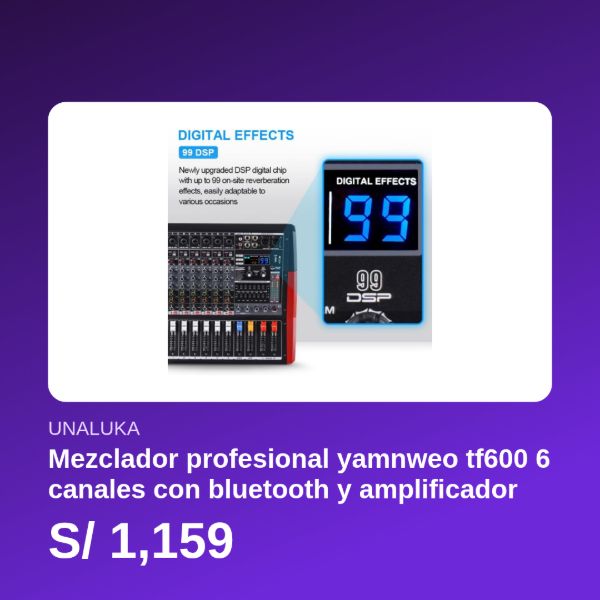 DIGITAL EFFECTS
99 DSP
Newly upgraded DSP digital chip
with up to 99 on-site reverberation
effects, easily adaptable to
various occasions
DIGITAL EFFECTS
99
99
DSP
M
UNALUKA
Mezclador profesional yamnweo tf600 6
canales con bluetooth y amplificador
S/ 1,159